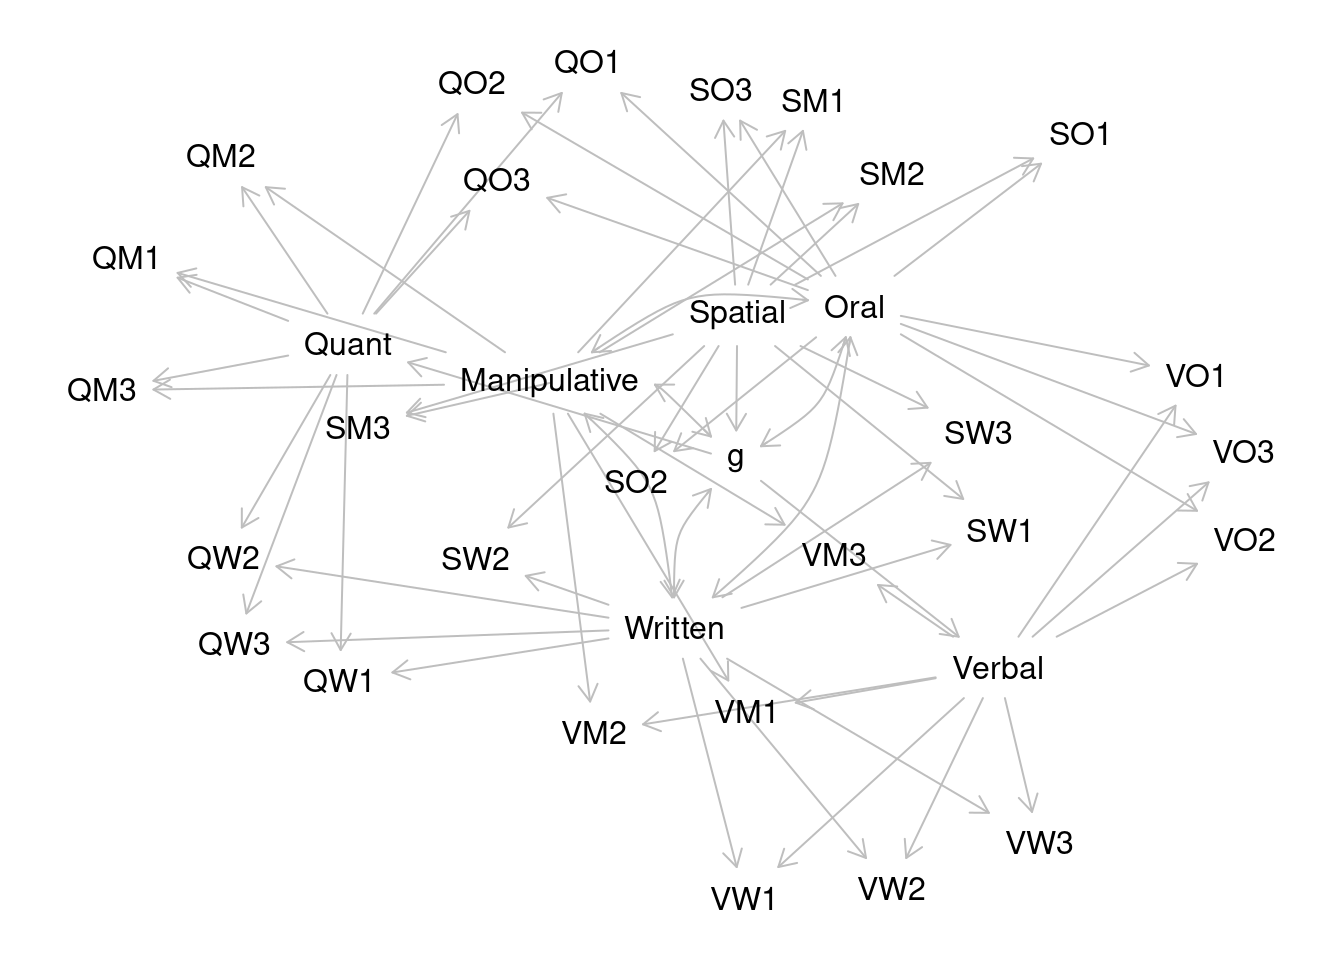 QO1
QO2
SO3
SM1
SO1
QM2
QO3
SM2
QM1
Spatial
Oral
Quant
Manipulative
VO1
QM3
SM3
SW3
g
VO3
SO2
SW1
VO2
QW2
SW2
VM3
Written
QW3
Verbal
QW1
VM1
VM2
VW3
VW2
VW1